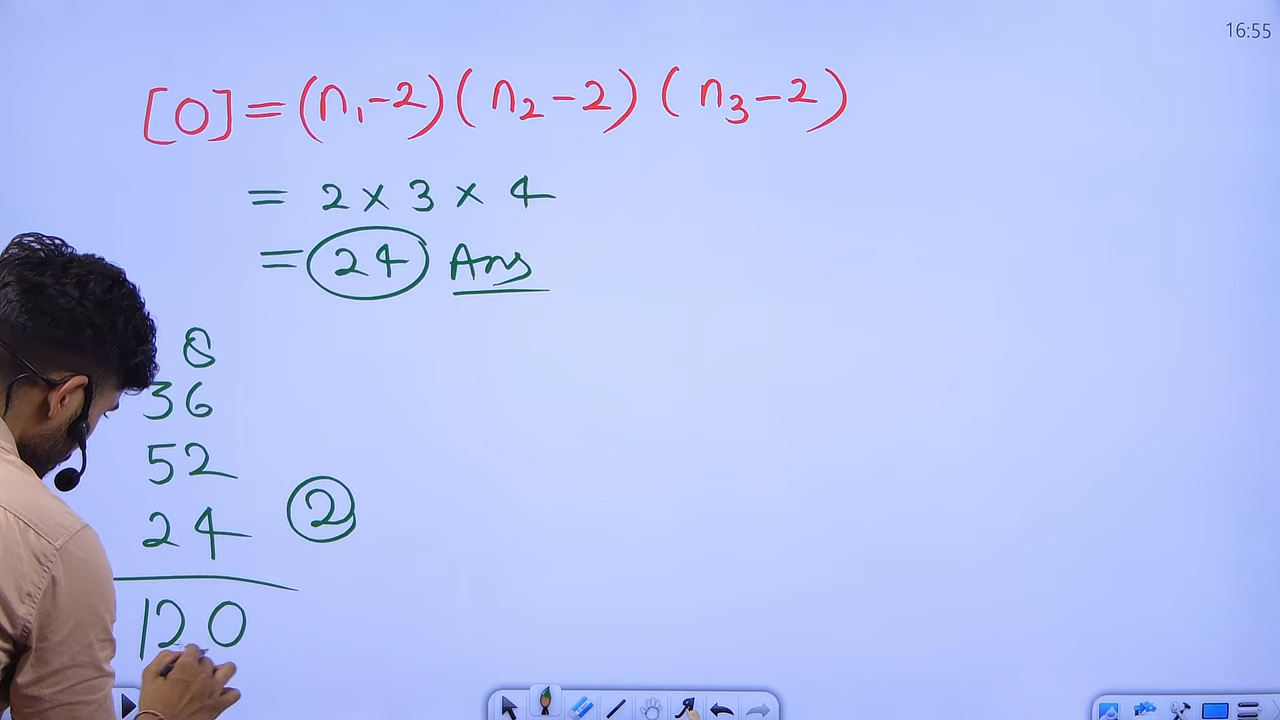 16:55
[0] = (n₁-2)(n₂-2)(n₃-2)
= 2 × 3 × 4
= 24 Ans
8
36
52
24 2
120